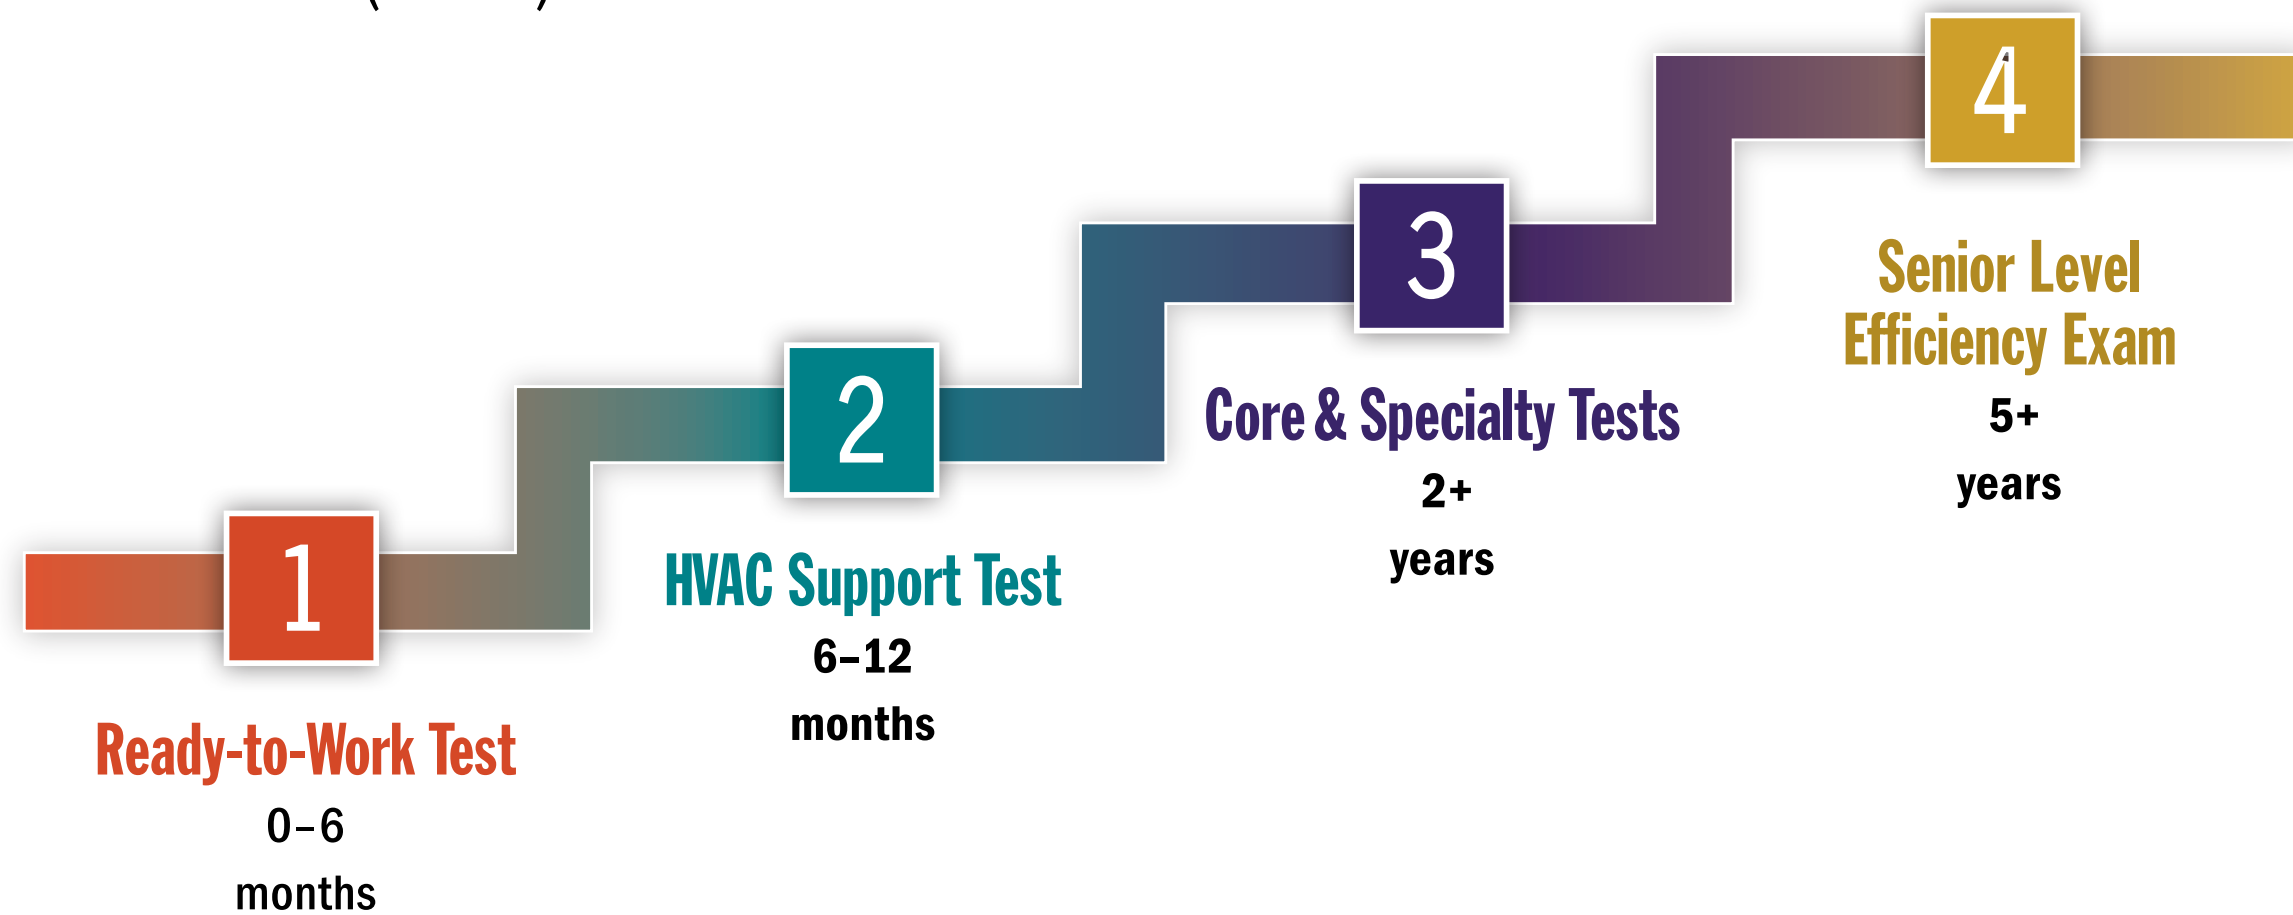 1
Ready-to-Work Test
0–6
months
2
HVAC Support Test
6–12
months
3
Core & Specialty Tests
2+
years
4
Senior Level
Efficiency Exam
5+
years